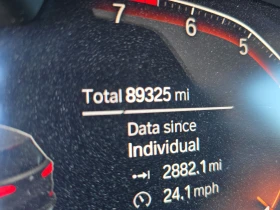 7
6
5
Total 89325 mi
Data since
Individual
2882.1 mi
24.1 mph